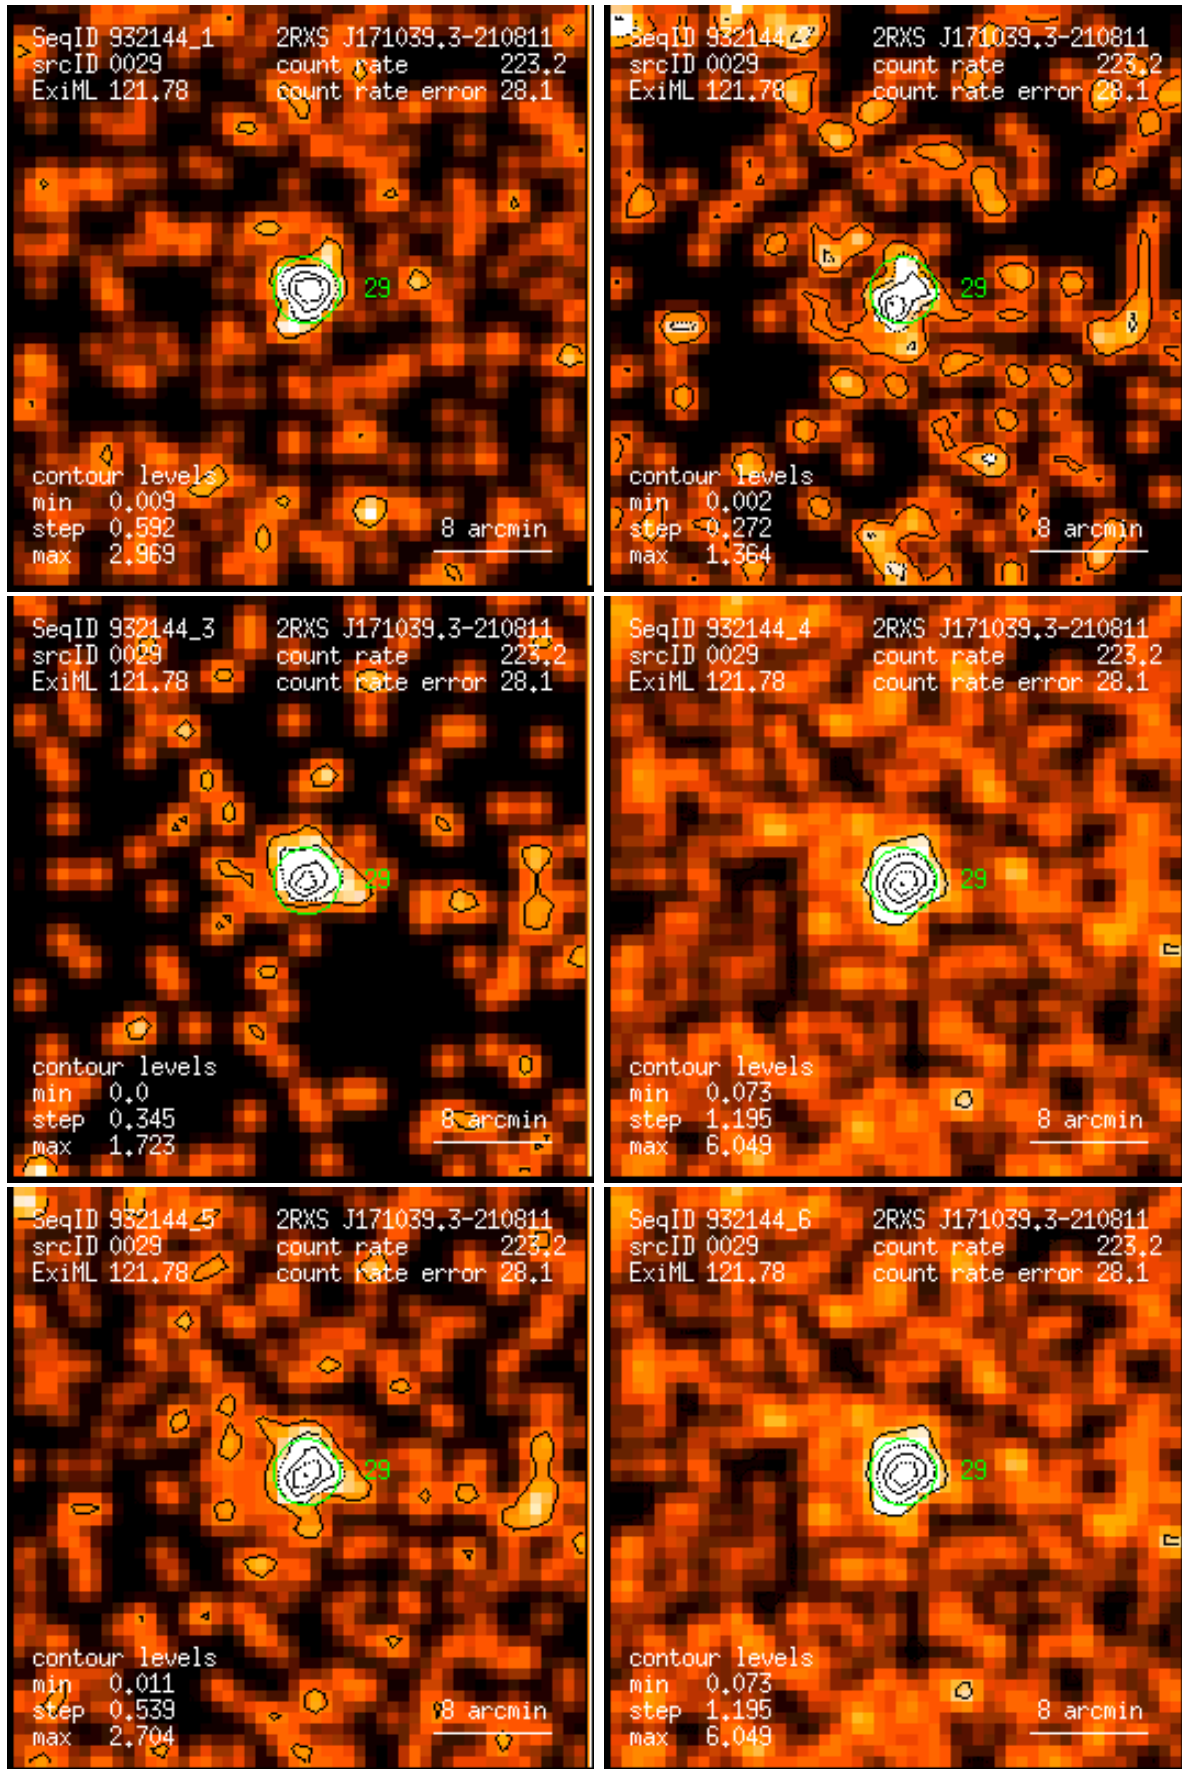 SeqID 932144_1 2RXS J171039.3-210811
srcID 0029 count rate 223.2
ExiML 121.78 count rate error 28.1
29
contour levels
min 0.009
step 0.592 8 arcmin
max 2.969
SeqID 932144_2 2RXS J171039.3-210811
srcID 0029 count rate 223.2
ExiML 121.78 count rate error 28.1
29
contour levels
min 0.002
step 0.272 8 arcmin
max 1.364
SeqID 932144_3 2RXS J171039.3-210811
srcID 0029 count rate 223.2
ExiML 121.78 count rate error 28.1
29
contour levels
min 0.0
step 0.345 8 arcmin
max 1.723
SeqID 932144_4 2RXS J171039.3-210811
srcID 0029 count rate 223.2
ExiML 121.78 count rate error 28.1
29
contour levels
min 0.073
step 1.195 8 arcmin
max 6.049
SeqID 932144_5 2RXS J171039.3-210811
srcID 0029 count rate 223.2
ExiML 121.78 count rate error 28.1
29
contour levels
min 0.011
step 0.539 8 arcmin
max 2.704
SeqID 932144_6 2RXS J171039.3-210811
srcID 0029 count rate 223.2
ExiML 121.78 count rate error 28.1
29
contour levels
min 0.073
step 1.195 8 arcmin
max 6.049